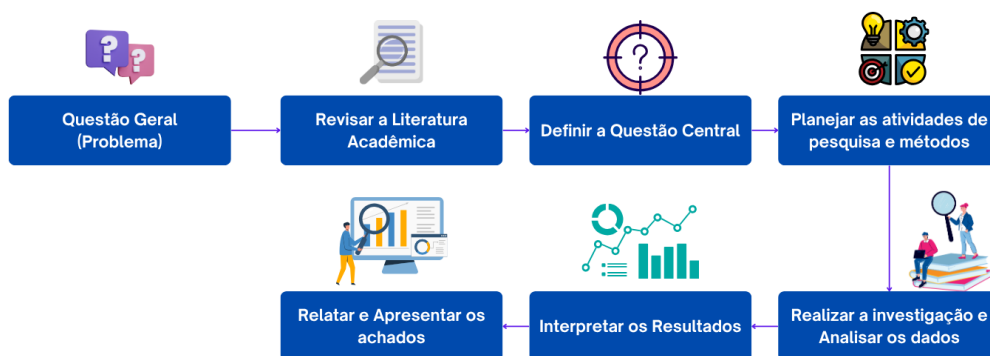 Questão Geral
(Problema)
Revisar a Literatura
Acadêmica
Definir a Questão Central
Planejar as atividades de
pesquisa e métodos
Relatar e Apresentar os
achados
Interpretar os Resultados
Realizar a investigação e
Analisar os dados